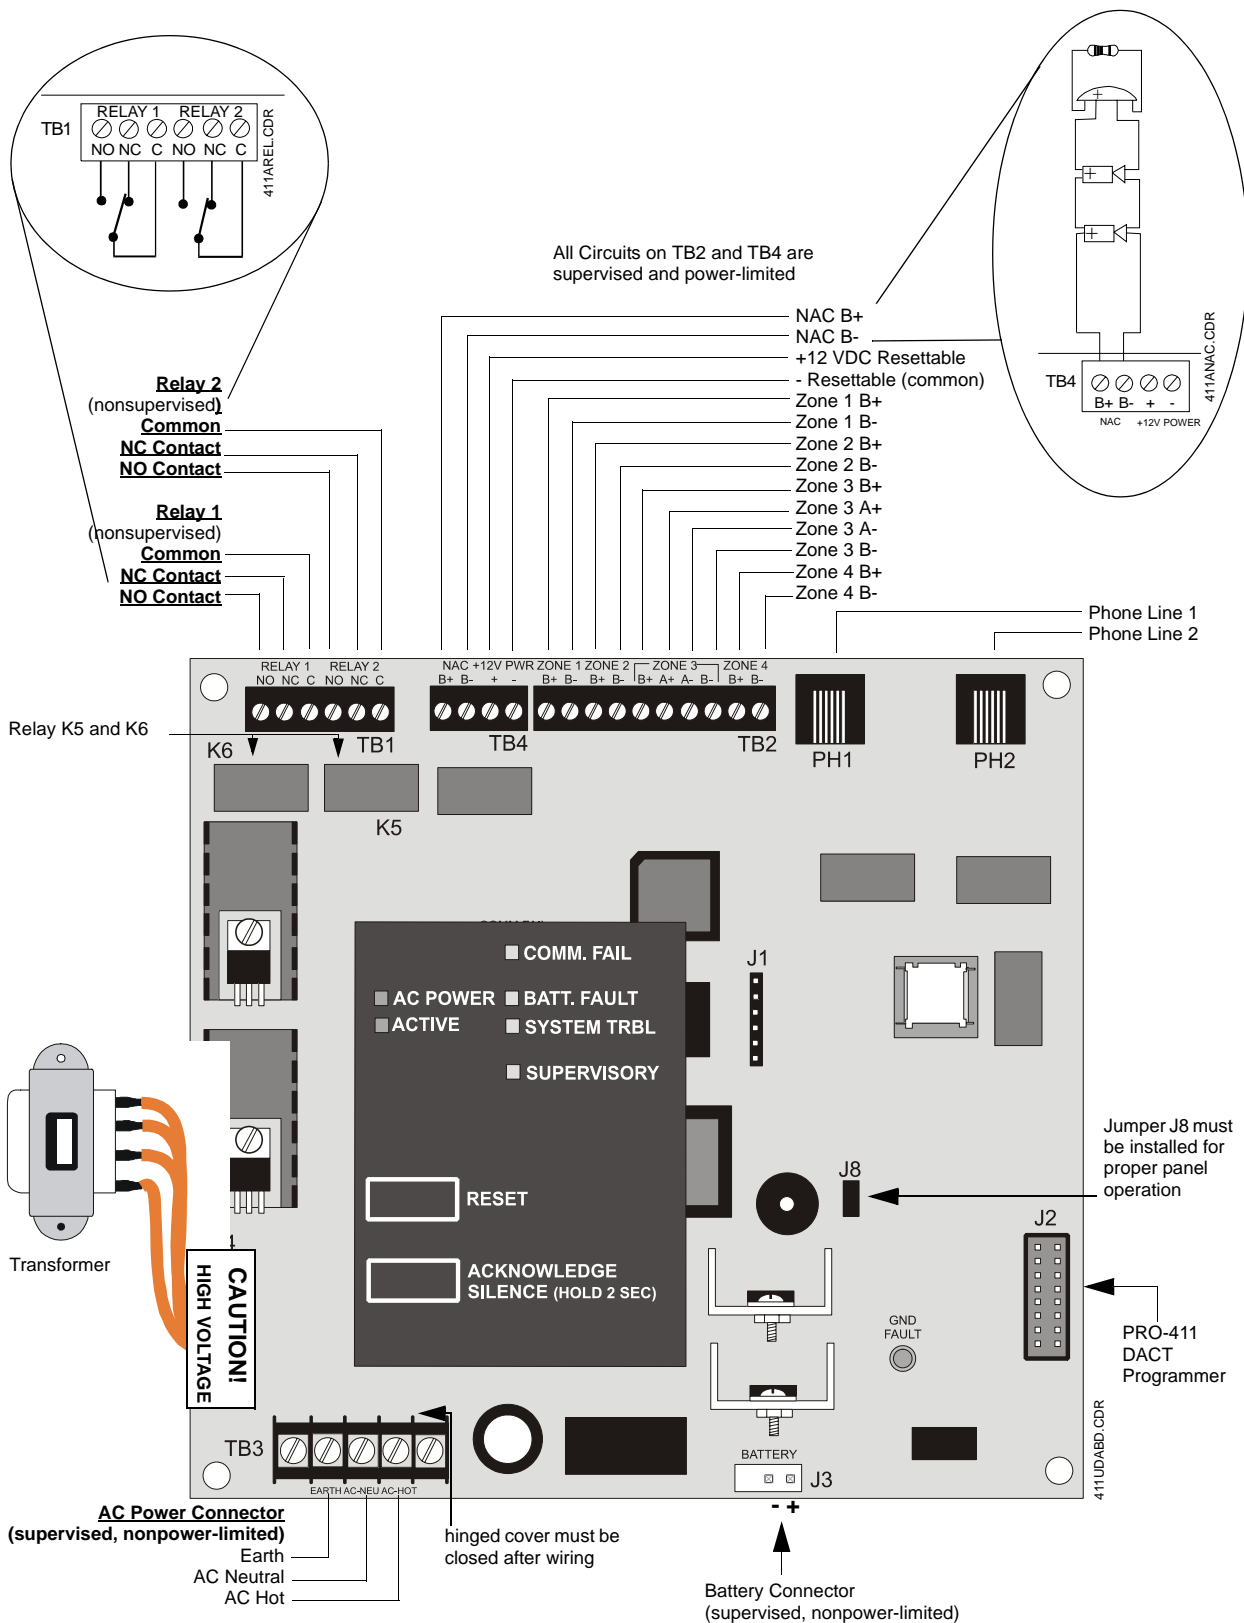 RELAY 1 RELAY 2
TB1
NO NC C NO NC C
411AREL.CDR
All Circuits on TB2 and TB4 are
supervised and power-limited
TB4
B+ B- + -
NAC +12V POWER
411ANAC.CDR
NAC B+
NAC B-
+12 VDC Resettable
- Resettable (common)
Zone 1 B+
Zone 1 B-
Zone 2 B+
Zone 2 B-
Zone 3 B+
Zone 3 A+
Zone 3 A-
Zone 3 B-
Zone 4 B+
Zone 4 B-
Relay 2
(nonsupervised)
Common
NC Contact
NO Contact
Relay 1
(nonsupervised)
Common
NC Contact
NO Contact
Phone Line 1
Phone Line 2
RELAY 1 RELAY 2
NO NC C NO NC C
NAC +12V PWR ZONE 1 ZONE 2 ZONE 3 ZONE 4
B+ B- + - B+ B- B+ B- B+ A+ A- B- B+ B-
Relay K5 and K6
K6
TB1
TB4
TB2
PH1
PH2
K5
COMM. FAIL
AC POWER
BATT. FAULT
ACTIVE
SYSTEM TRBL
SUPERVISORY
J1
RESET
ACKNOWLEDGE
SILENCE (HOLD 2 SEC)
J8
Jumper J8 must
be installed for
proper panel
operation
J2
Transformer
CAUTION!
HIGH VOLTAGE
GND
FAULT
PRO-411
DACT
Programmer
411UDABD.CDR
TB3
EARTH AC-NEU AC-HOT
BATTERY
J3
- +
AC Power Connector
(supervised, nonpower-limited)
Earth
AC Neutral
AC Hot
hinged cover must be
closed after wiring
Battery Connector
(supervised, nonpower-limited)